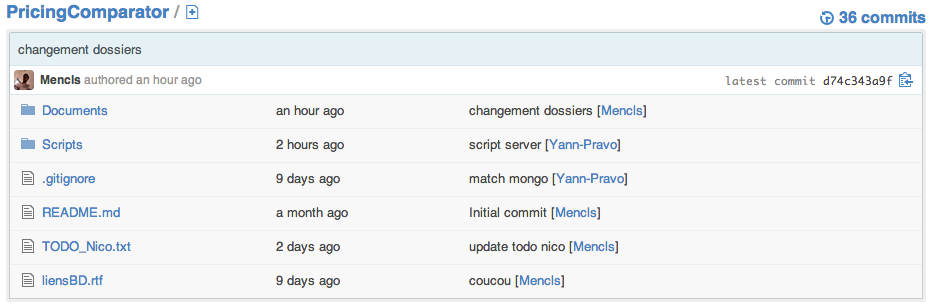 PricingComparator /
36 commits
changement dossiers
Mencls authored an hour ago
latest commit d74c343a9f
Documents an hour ago changement dossiers [Mencls]
Scripts 2 hours ago script server [Yann-Pravo]
.gitignore 9 days ago match mongo [Yann-Pravo]
README.md a month ago Initial commit [Mencls]
TODO_Nico.txt 2 days ago update todo nico [Mencls]
liensBD.rtf 9 days ago coucou [Mencls]